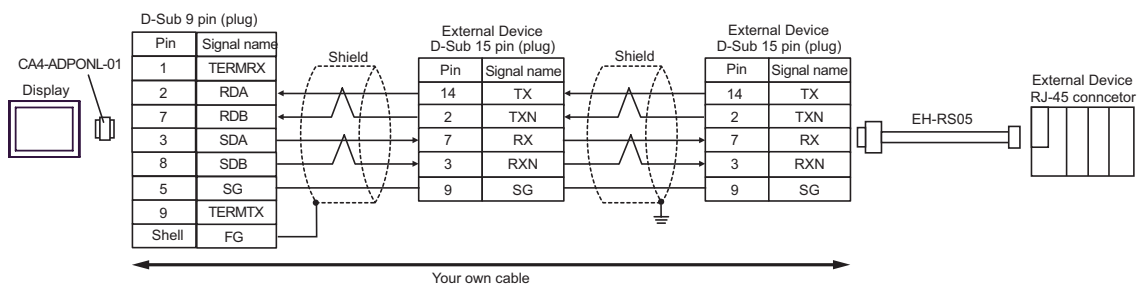 D-Sub 9 pin (plug)
Pin Signal name
1 TERMRX
2 RDA
7 RDB
3 SDA
8 SDB
5 SG
9 TERMTX
Shell FG
CA4-ADPONL-01
Display
Shield
External Device
D-Sub 15 pin (plug)
Pin Signal name
14 TX
2 TXN
7 RX
3 RXN
9 SG
Shield
External Device
D-Sub 15 pin (plug)
Pin Signal name
14 TX
2 TXN
7 RX
3 RXN
9 SG
EH-RS05
External Device
RJ-45 conncetor
Your own cable